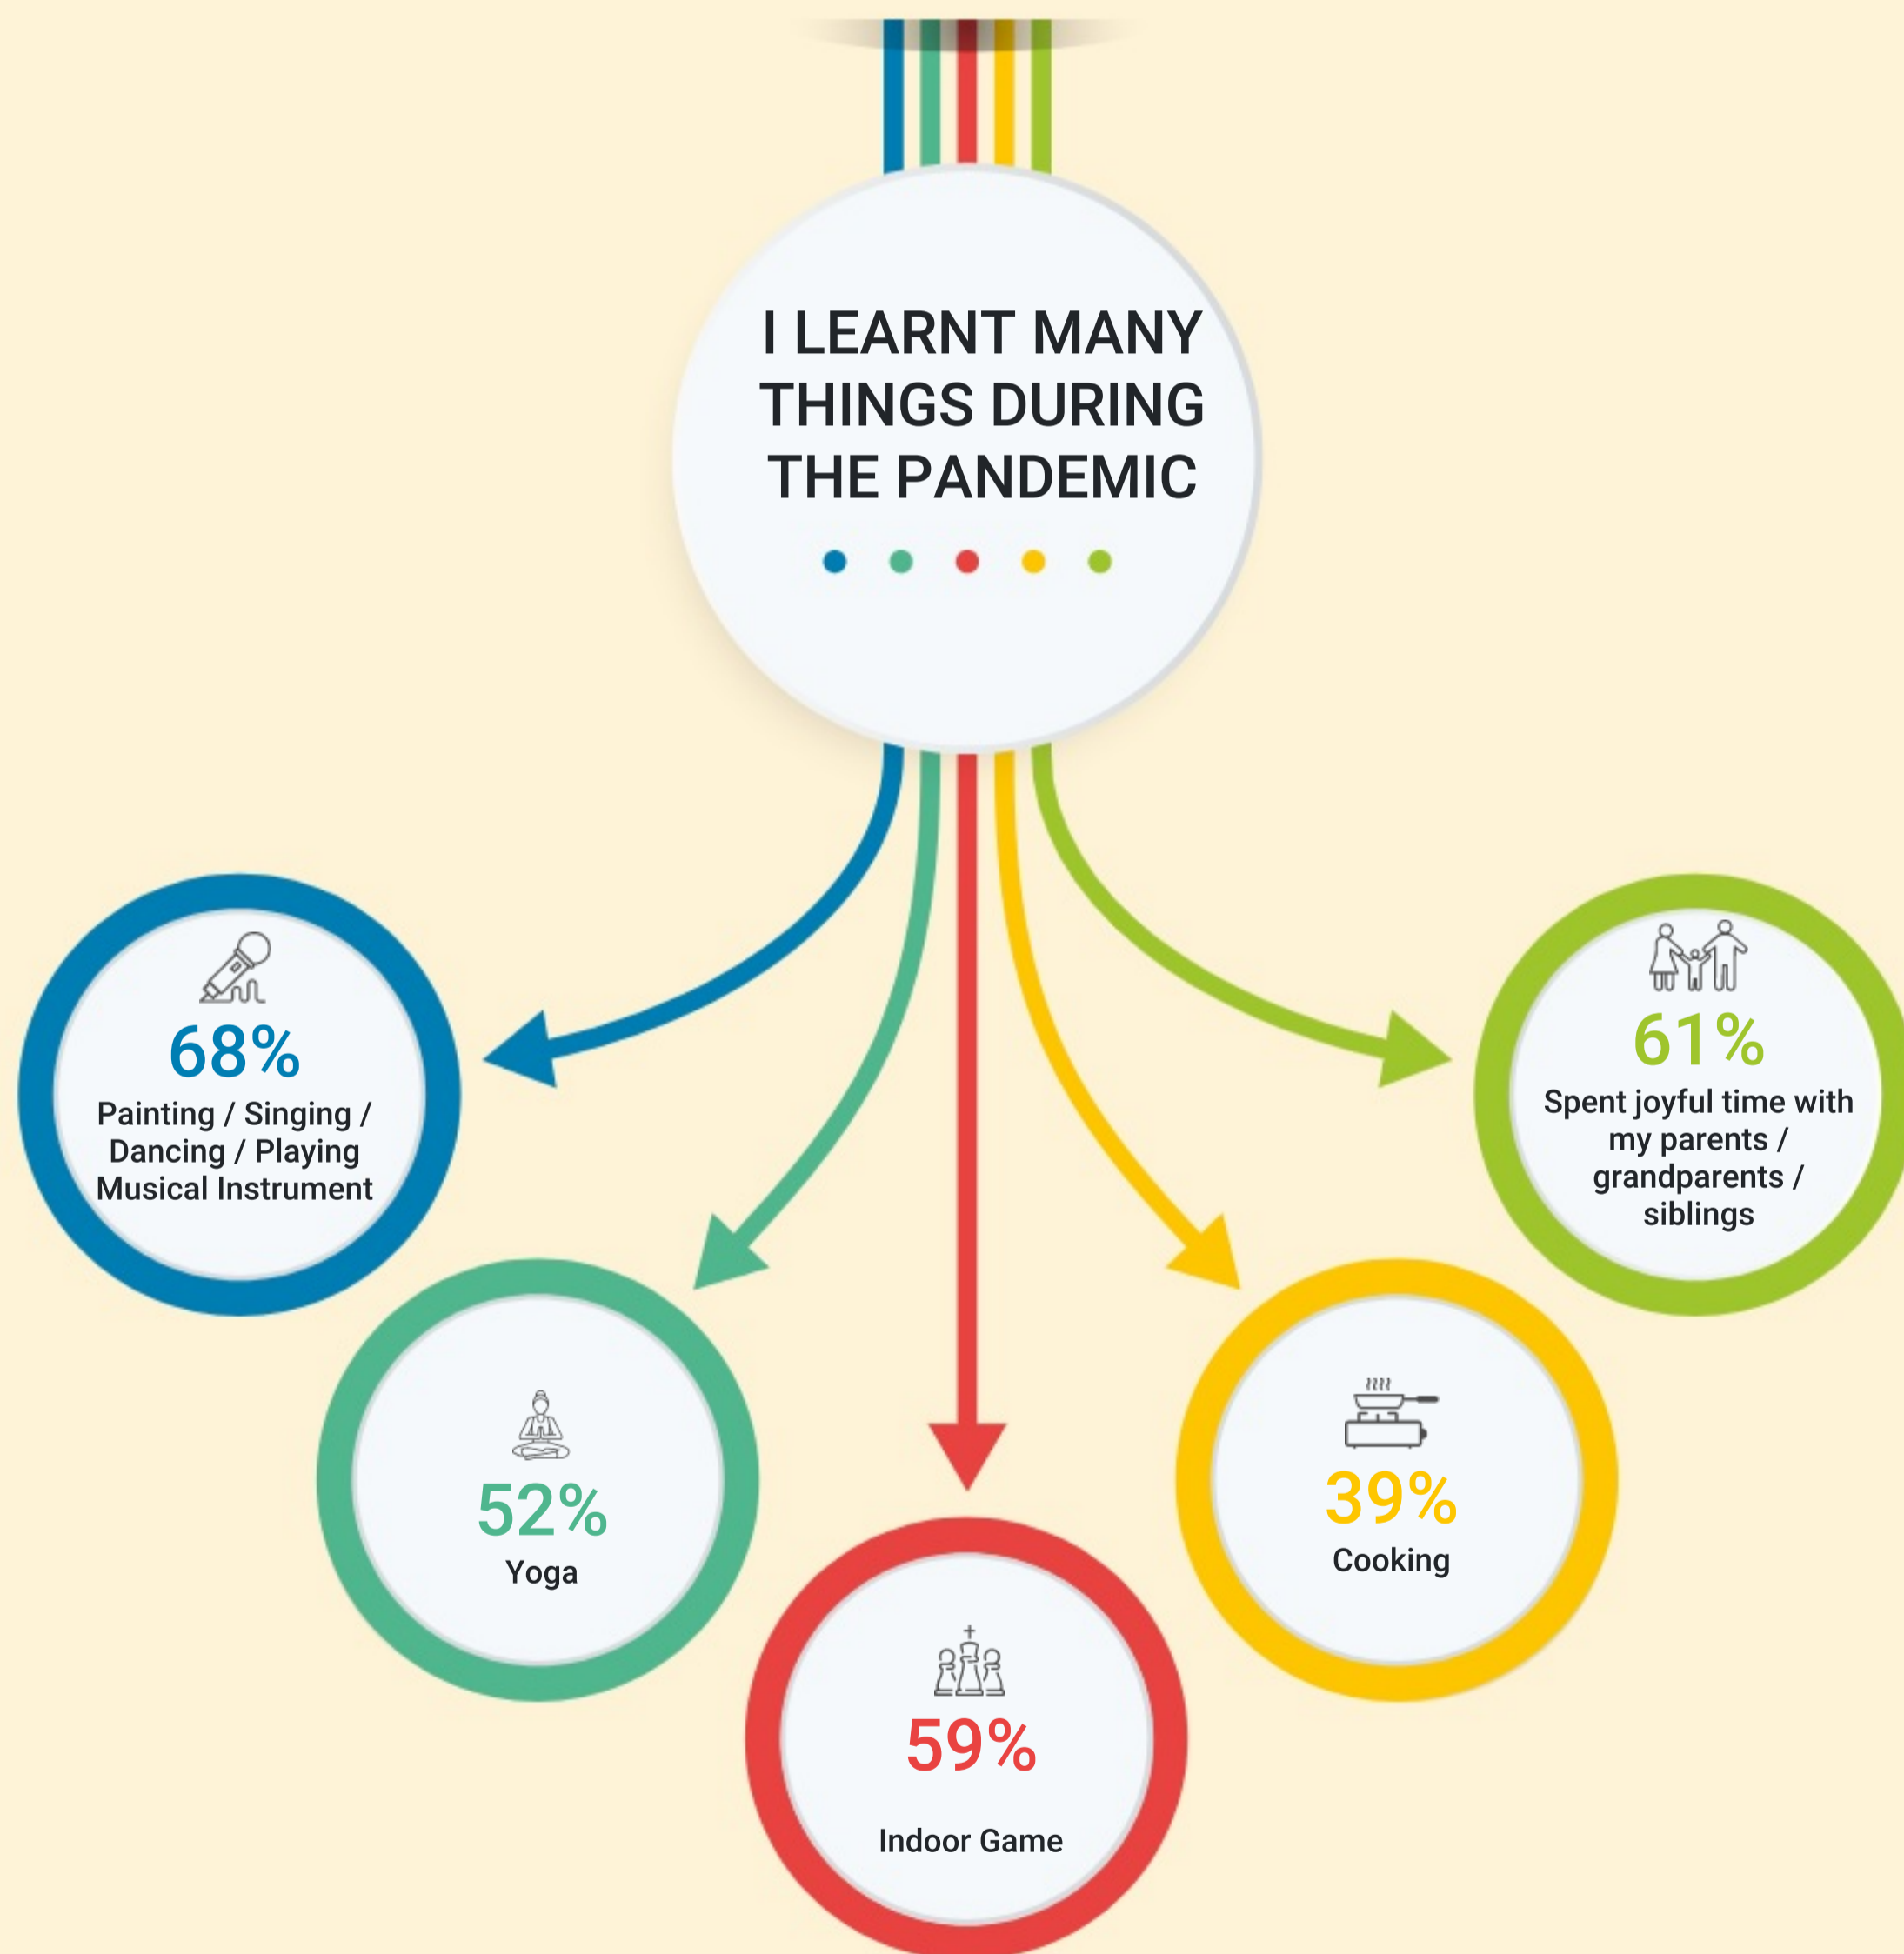 I LEARNT MANY
THINGS DURING
THE PANDEMIC
68%
Painting / Singing /
Dancing / Playing
Musical Instrument
52%
Yoga
59%
Indoor Game
39%
Cooking
61%
Spent joyful time with
my parents /
grandparents /
siblings